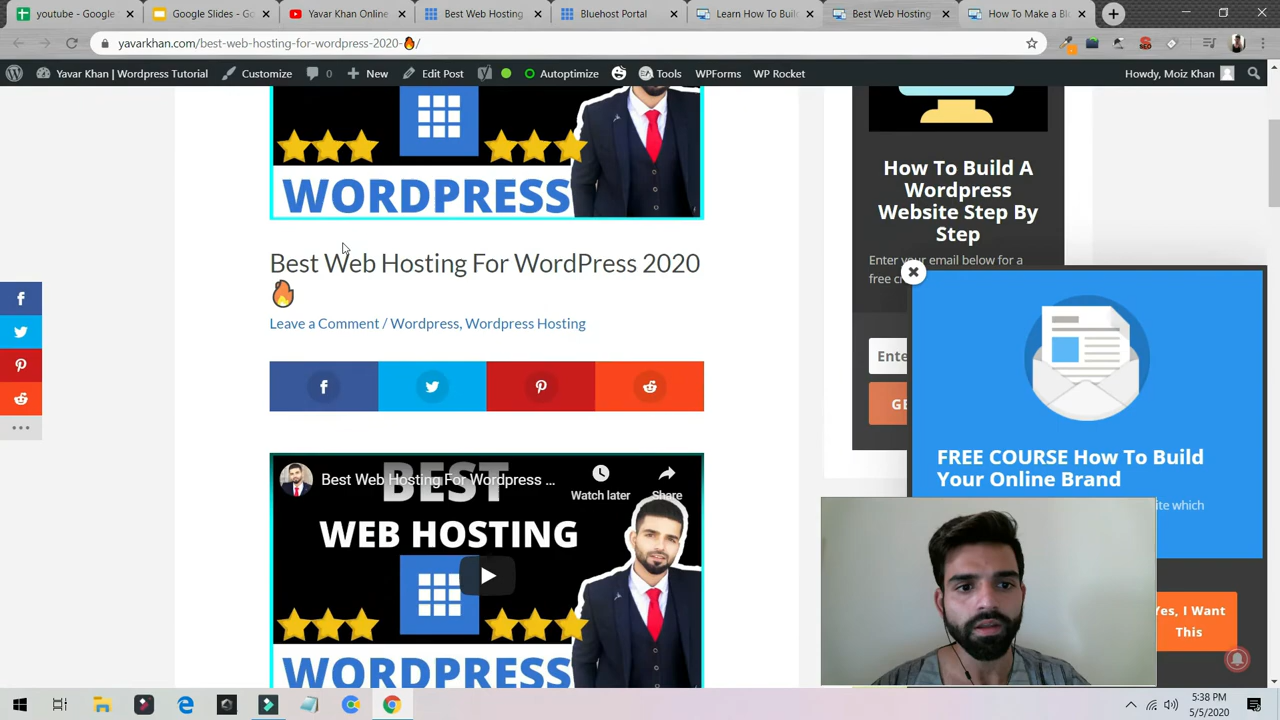 youtube - Goo
Google Slides - Go
Yavar Khan Online
Best Web Hosting
Bluehost Portal
Learn How To Buil
Best Web Hosting
How To Make a Bl
yavarkhan.com/best-web-hosting-for-wordpress-2020-🔥/
Yavar Khan | Wordpress Tutorial
Customize
0
New
Edit Post
Autoptimize
Tools
WPForms
WP Rocket
Howdy, Moiz Khan
WORDPRESS
Best Web Hosting For WordPress 2020
🔥
Leave a Comment / Wordpress, Wordpress Hosting
Best Web Hosting For Wordpress ...
Watch later
Share
BEST
WEB HOSTING
WORDPRESS
How To Build A
Wordpress
Website Step By
Step
Enter your email below for a
free c
Ente
GE
FREE COURSE How To Build
Your Online Brand
ite which
Yes, I Want
This
5:38 PM
5/5/2020